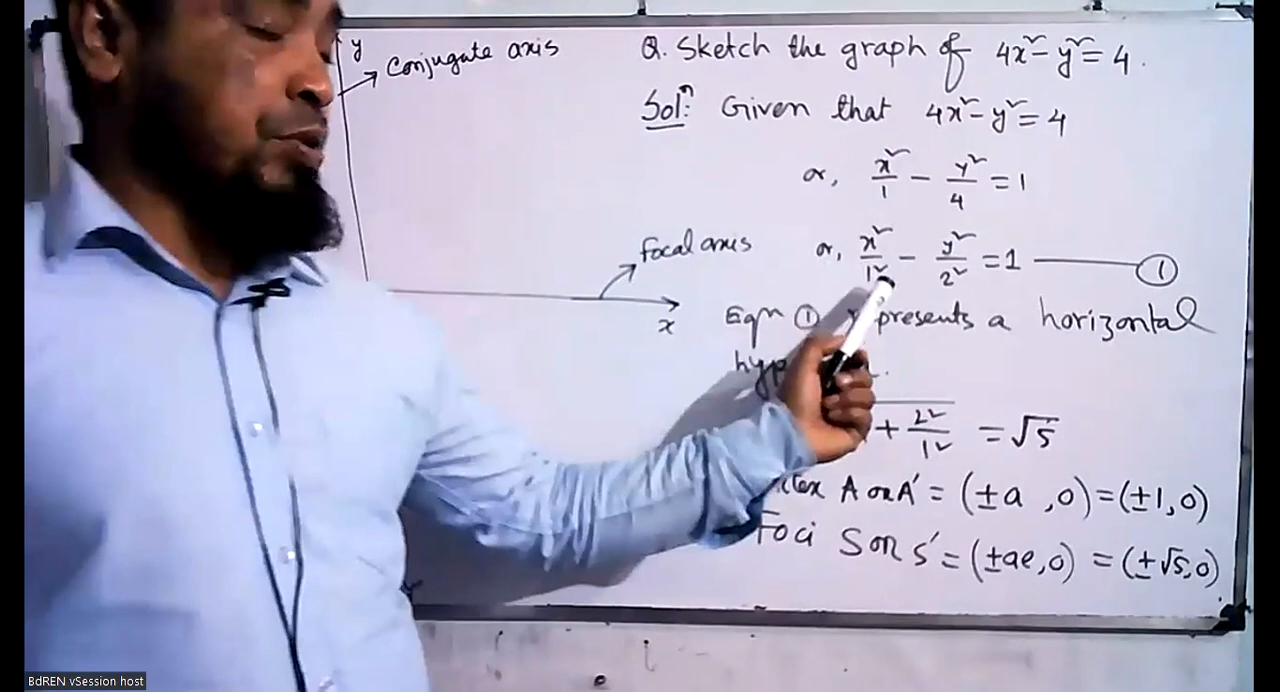 y
Conjugate axis
Focal axis
x
Q. Sketch the graph of 4x² - y² = 4.
Solⁿ: Given that 4x² - y² = 4
or, x²/1 - y²/4 = 1
or, x²/1² - y²/2² = 1 ——— ①
Eqn ① represents a horizontal
hyp
+ 2²/1² = √5
A or A' = (±a, 0) = (±1, 0)
Foci S or S' = (±ae, 0) = (±√5, 0)
BdREN vSession host